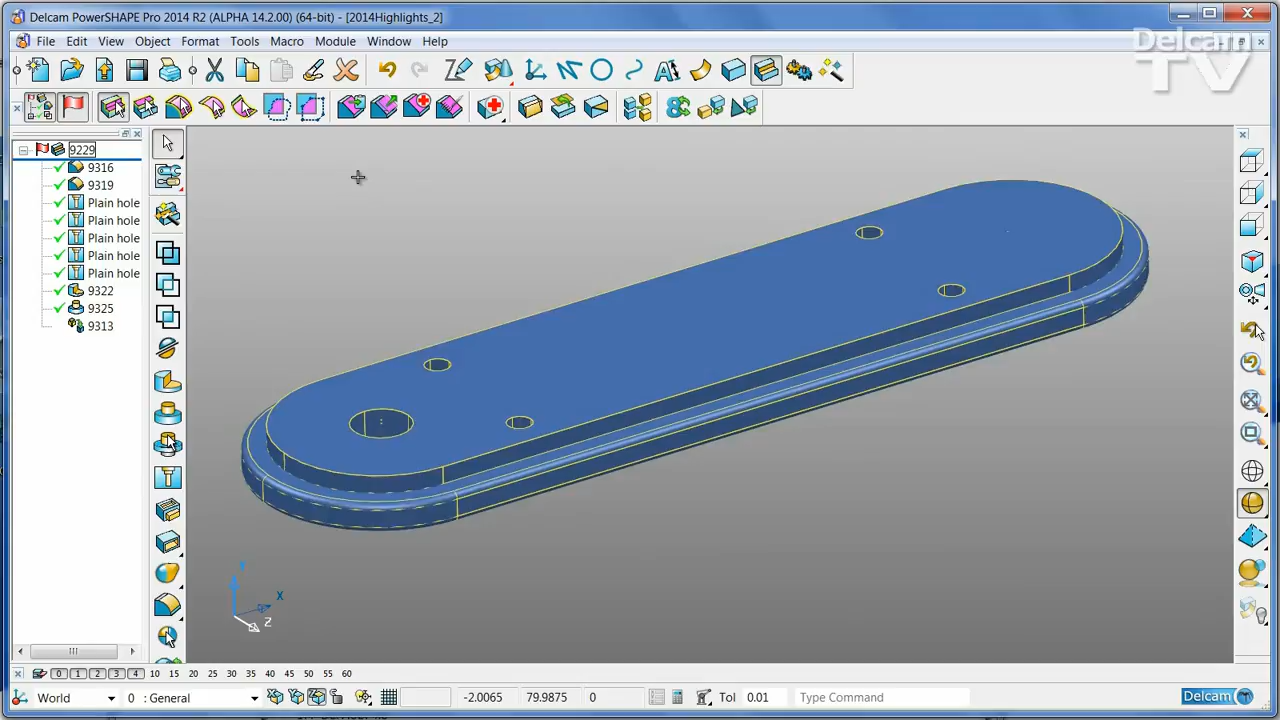 Delcam PowerSHAPE Pro 2014 R2 (ALPHA 14.2.00) (64-bit) - [2014Highlights_2]
File Edit View Object Format Tools Macro Module Window Help
Delcam
TV
9229
9316
9319
Plain hole
Plain hole
Plain hole
Plain hole
Plain hole
9322
9325
9313
Y
X
Z
0 1 2 3 4 10 15 20 25 30 35 40 45 50 55 60
World 0 : General -2.0065 79.9875 0 Tol 0.01 Type Command Delcam